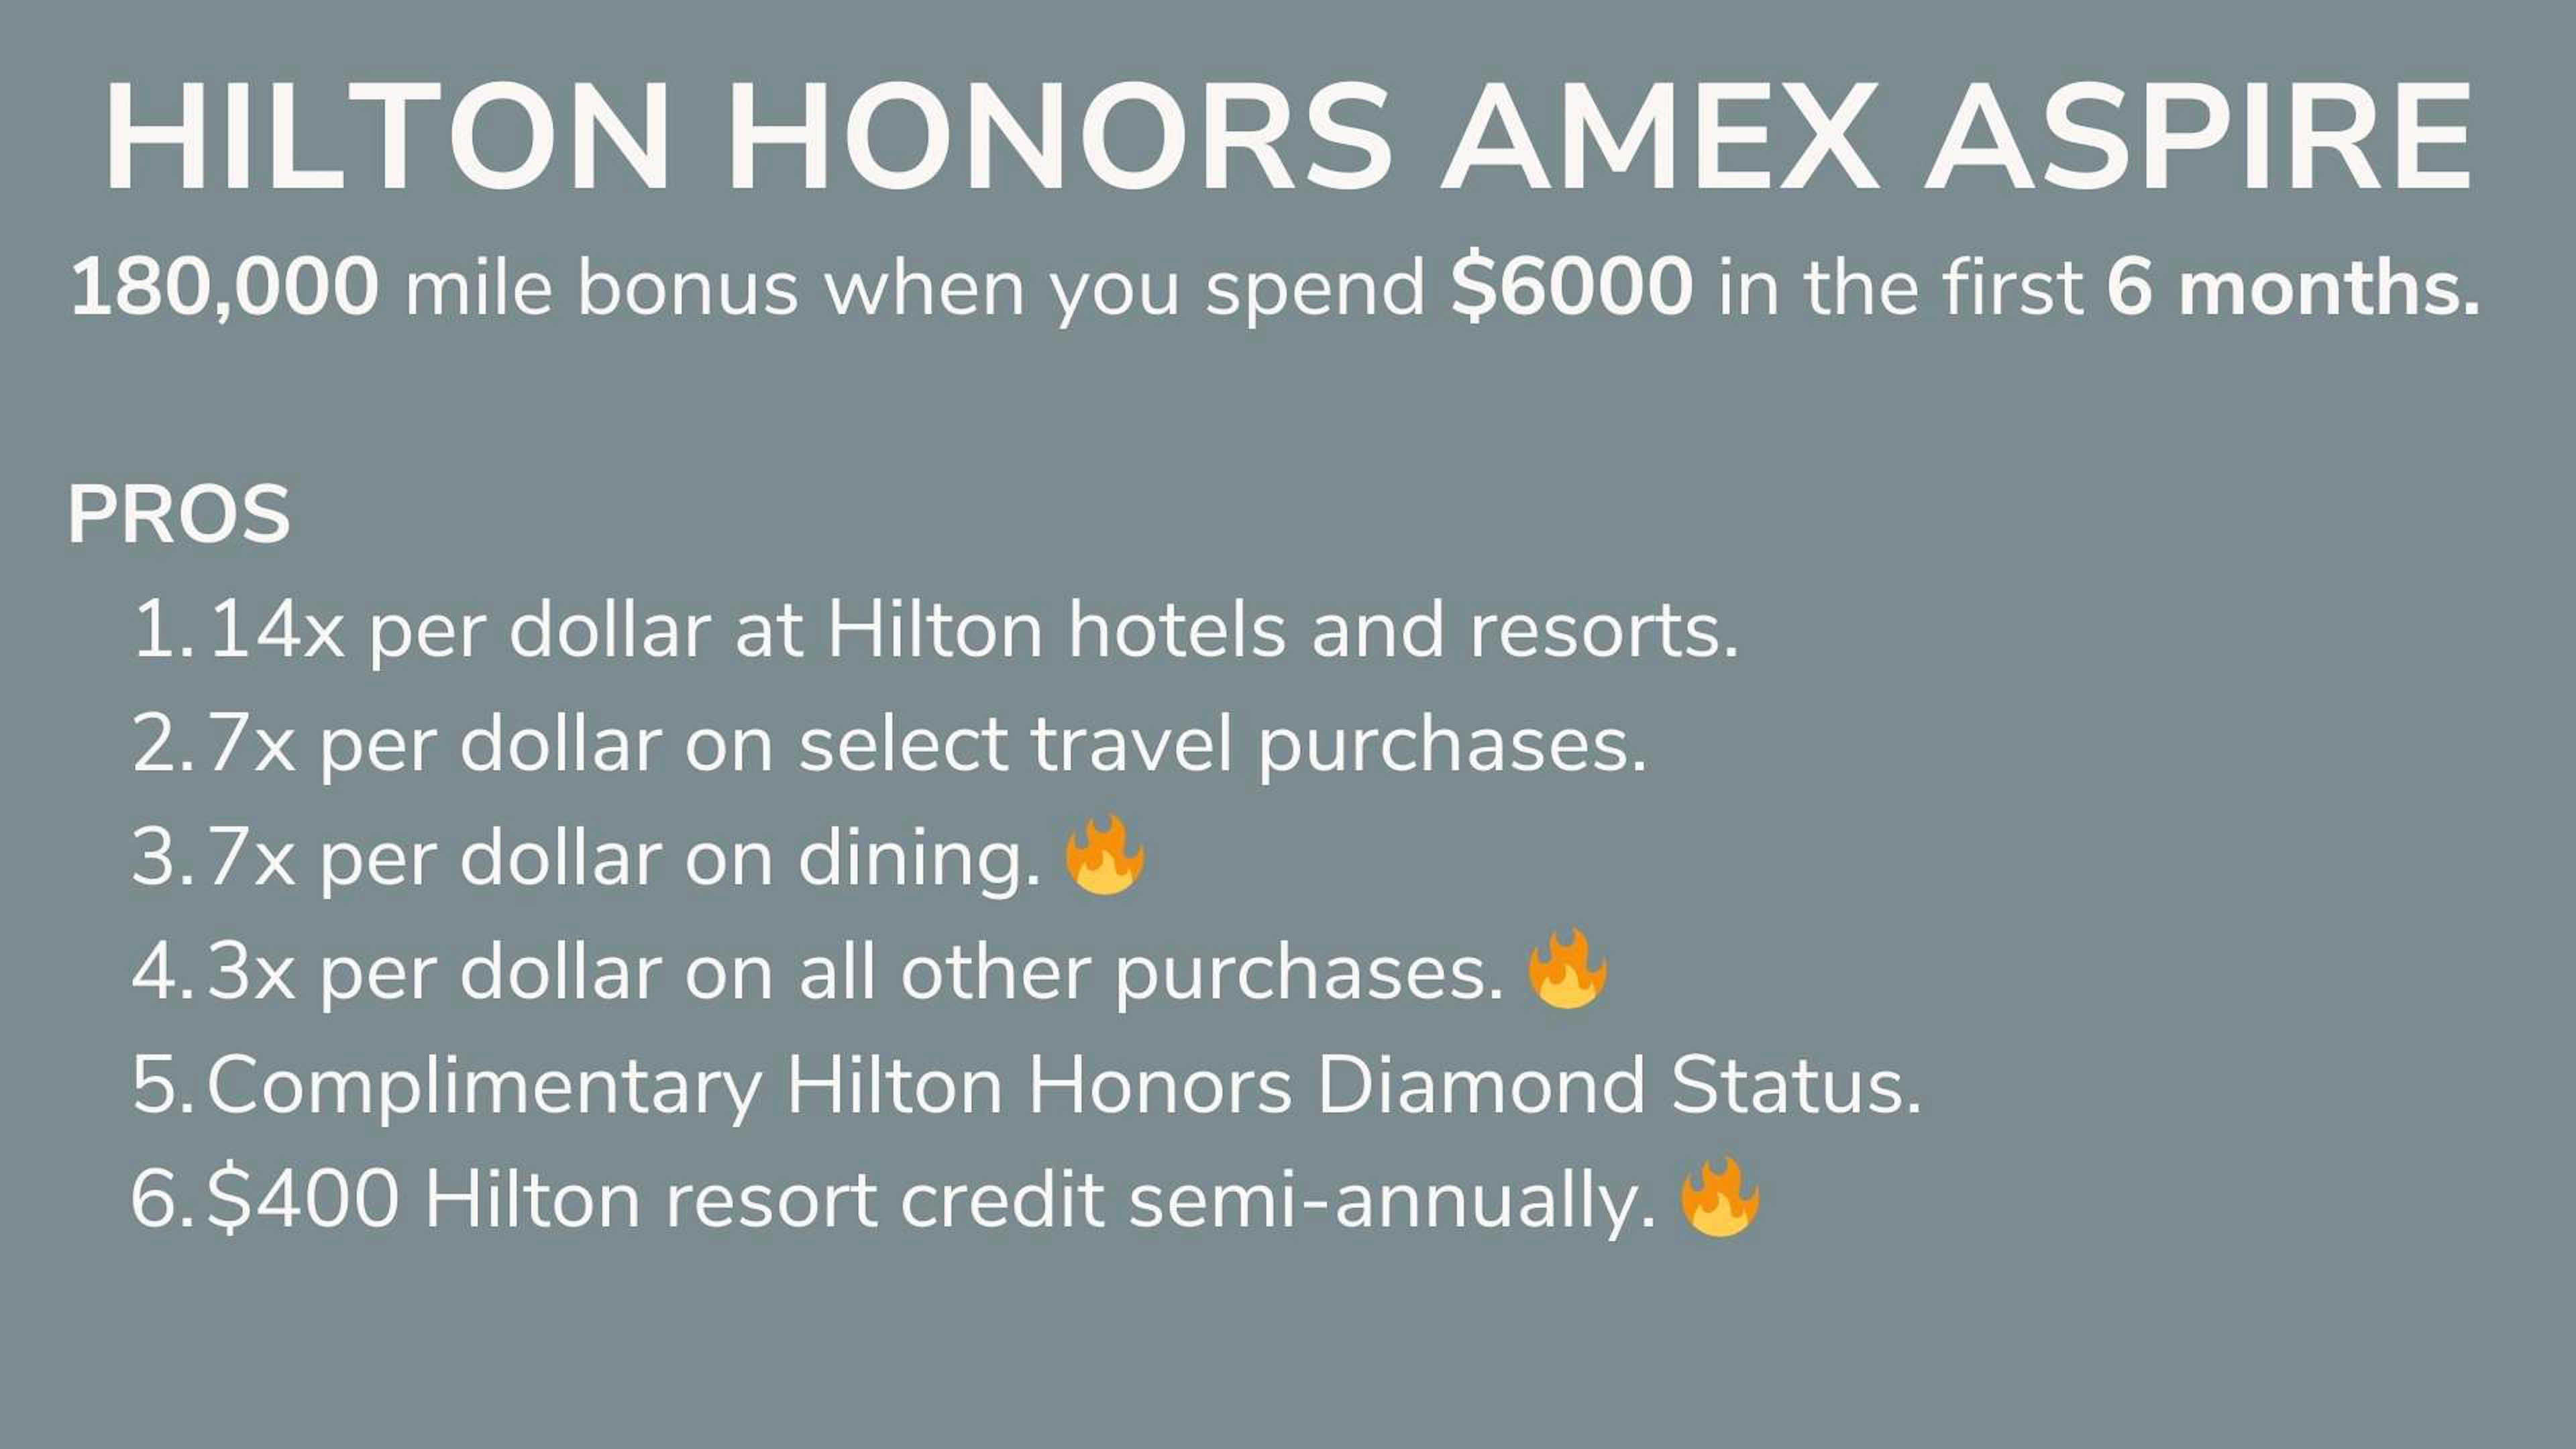 HILTON HONORS AMEX ASPIRE
180,000 mile bonus when you spend $6000 in the first 6 months.
PROS
1. 14x per dollar at Hilton hotels and resorts.
2. 7x per dollar on select travel purchases.
3. 7x per dollar on dining. 🔥
4. 3x per dollar on all other purchases. 🔥
5. Complimentary Hilton Honors Diamond Status.
6. $400 Hilton resort credit semi-annually. 🔥